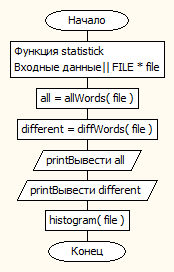 Начало
Функция statistick
Входные данные|| FILE * file
all = allWords( file )
different = diffWords( file )
printВывести all
printВывести different
histogram( file )
Конец